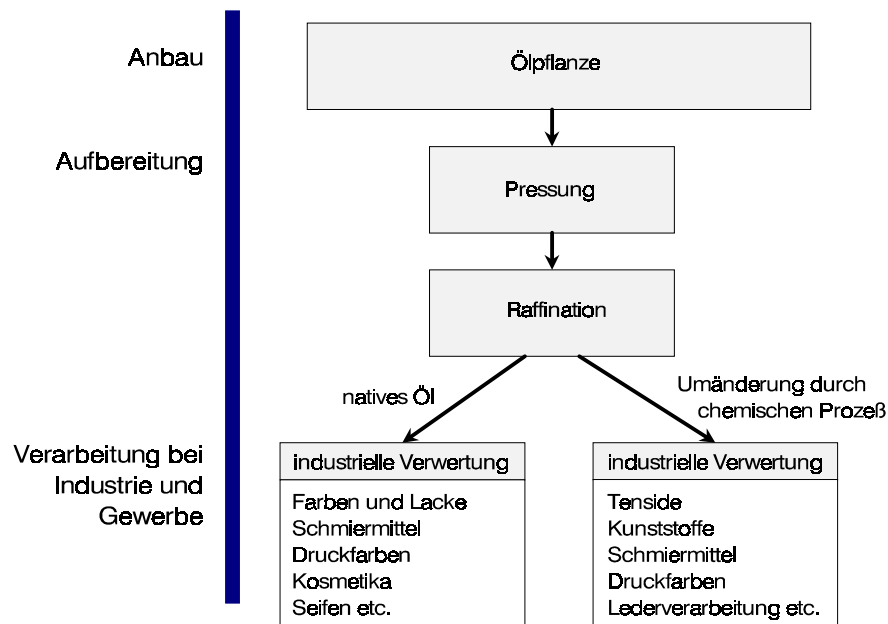 Anbau
Ölpflanze
Aufbereitung
Pressung
Raffination
natives Öl
Umänderung durch
chemischen Prozeß
Verarbeitung bei
Industrie und
Gewerbe
industrielle Verwertung
Farben und Lacke
Schmiermittel
Druckfarben
Kosmetika
Seifen etc.
industrielle Verwertung
Tenside
Kunststoffe
Schmiermittel
Druckfarben
Lederverarbeitung etc.